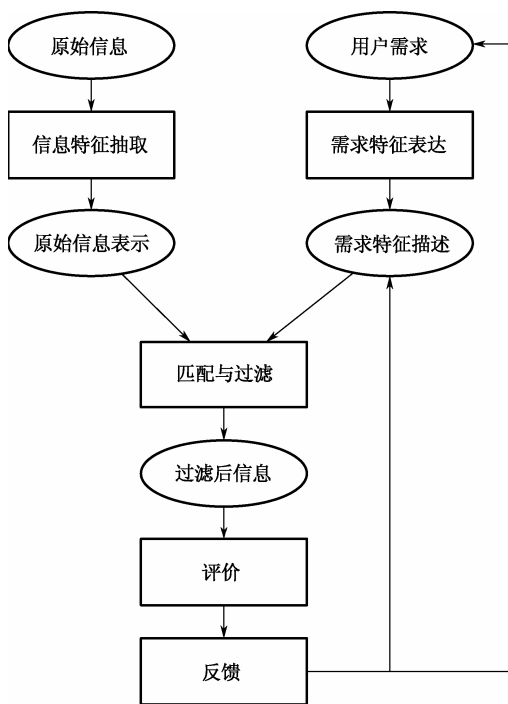 原始信息
用户需求
信息特征抽取
需求特征表达
原始信息表示
需求特征描述
匹配与过滤
过滤后信息
评价
反馈